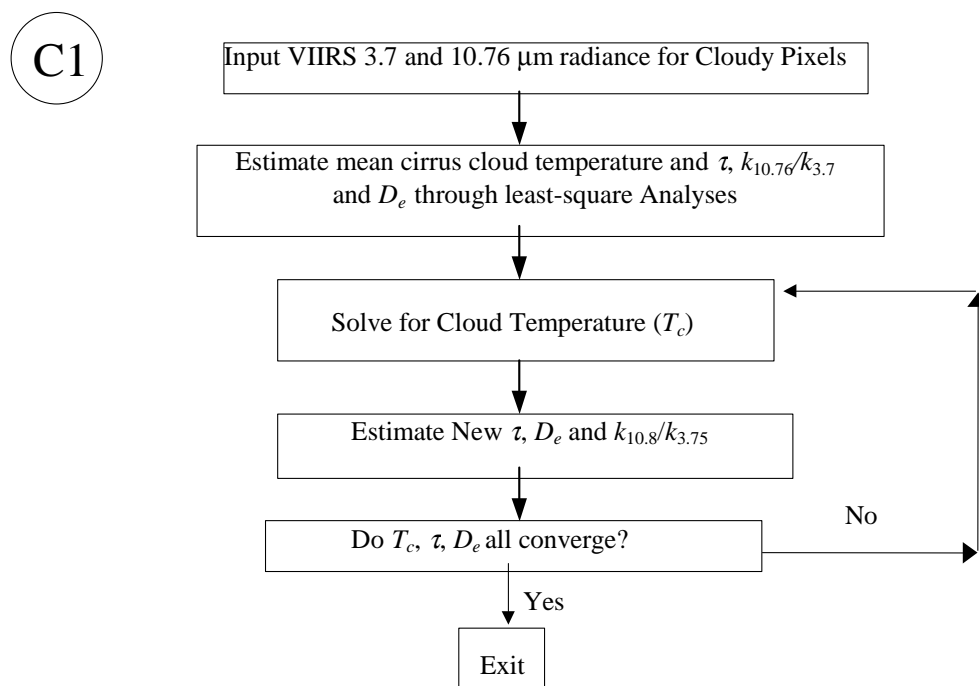 C1
Input VIIRS 3.7 and 10.76 μm radiance for Cloudy Pixels
Estimate mean cirrus cloud temperature and τ, k10.76/k3.7
and De through least-square Analyses
Solve for Cloud Temperature (Tc)
Estimate New τ, De and k10.8/k3.75
Do Tc, τ, De all converge?
No
Yes
Exit